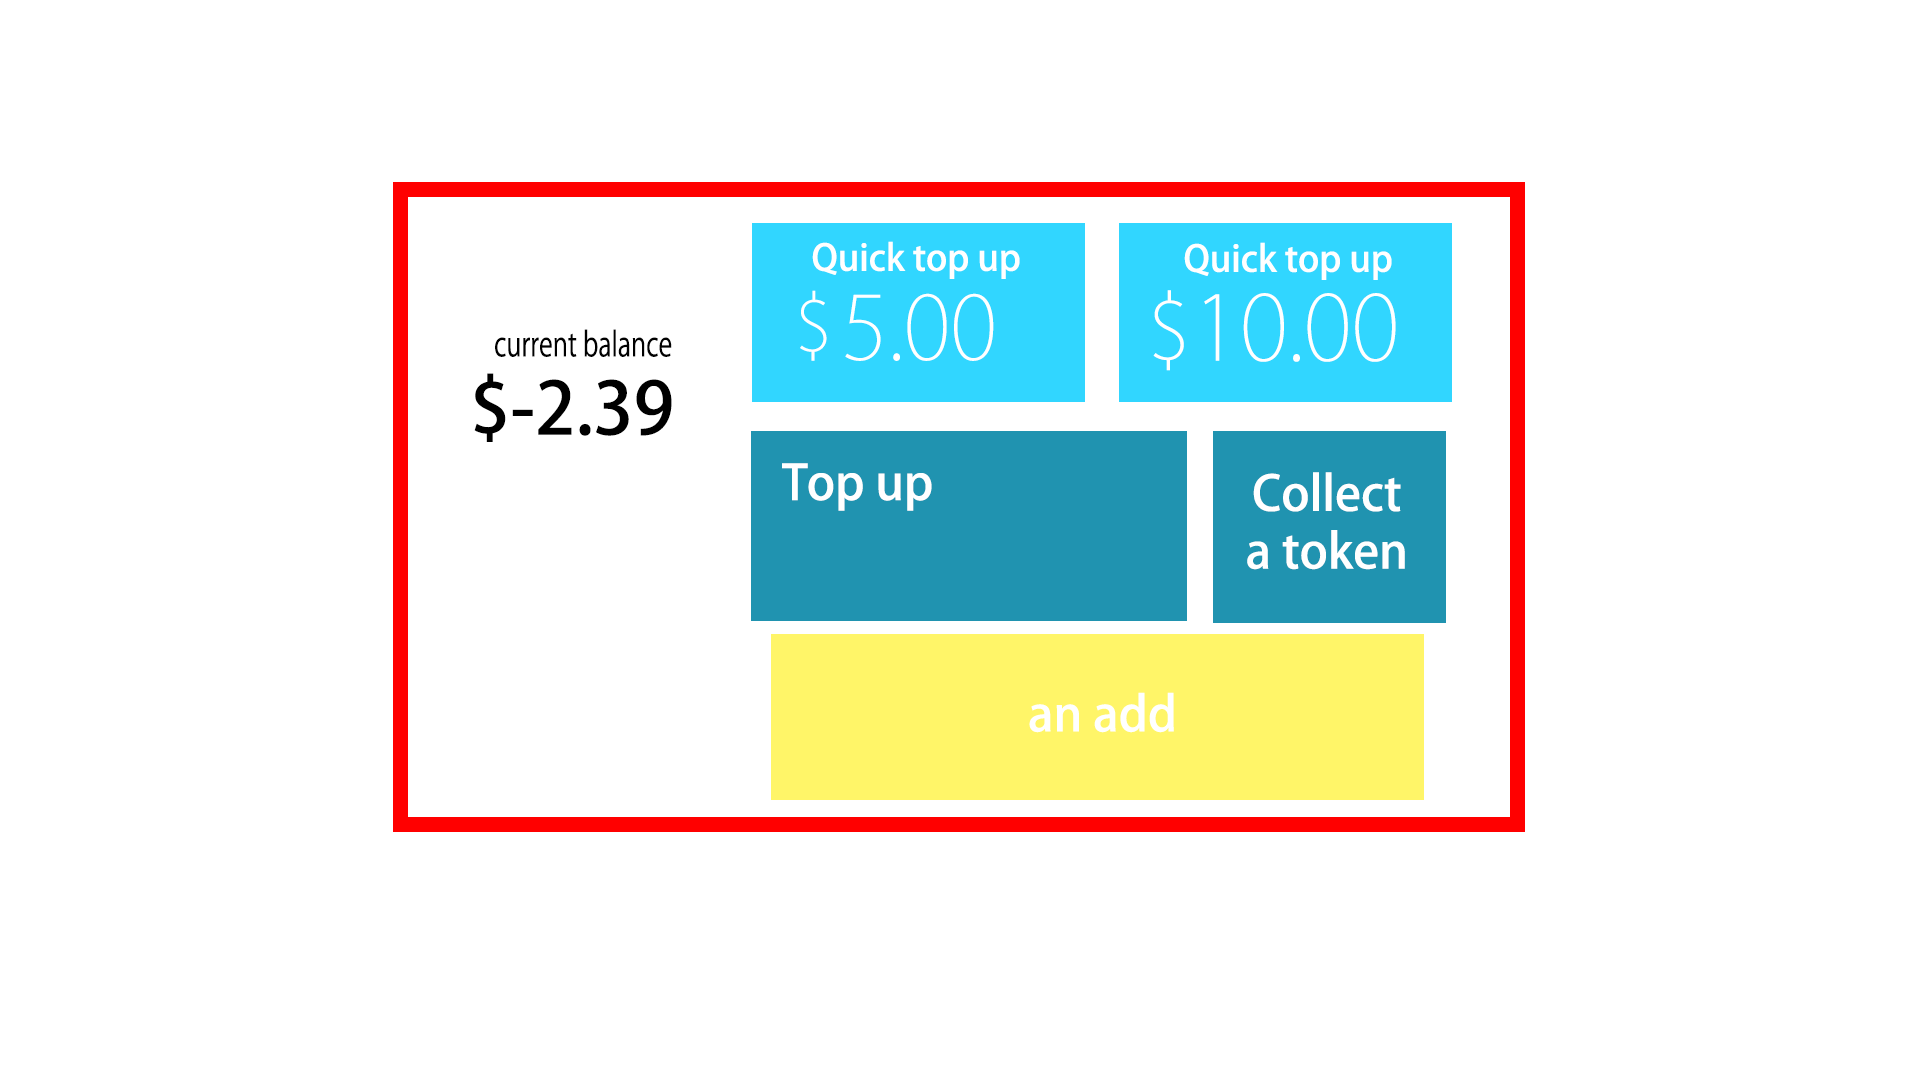 current balance
$-2.39
Quick top up
$5.00
Quick top up
$10.00
Top up
Collect
a token
an add